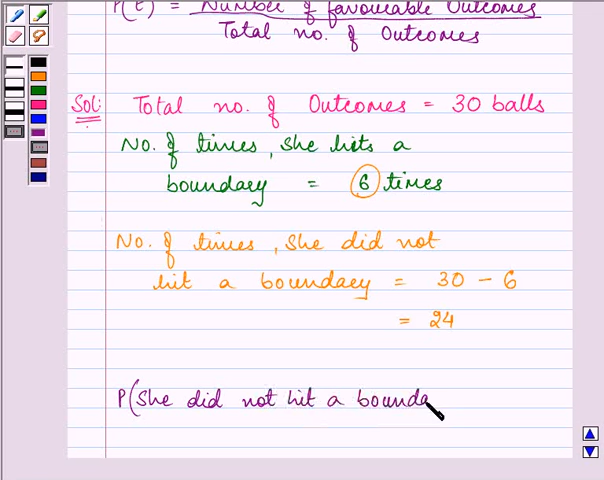 P(E) = Number of favourable Outcomes
Total no. of Outcomes
Sol: Total no. of Outcomes = 30 balls
No. of times, she hits a
boundary = 6 times
No. of times, she did not
hit a boundary = 30 - 6
= 24
P(She did not hit a bounda